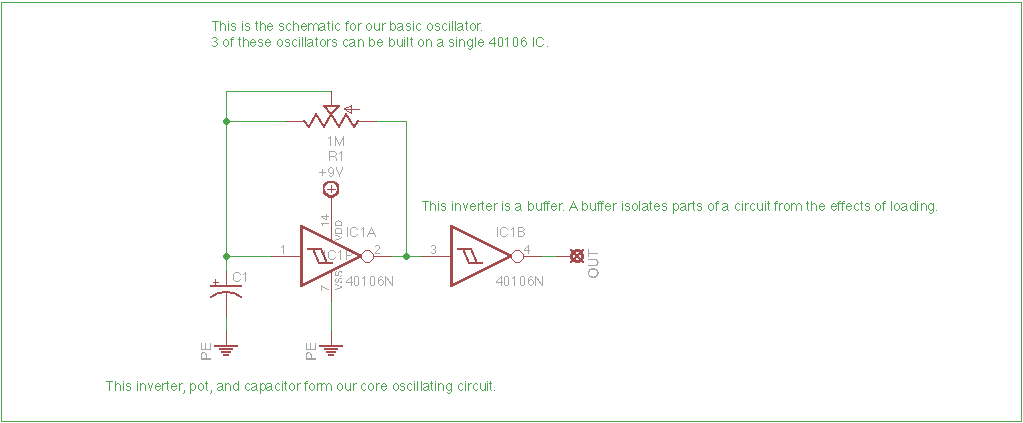 This is the schematic for our basic oscillator.
3 of these oscillators can be built on a single 40106 IC.
1M
R1
+9V
This inverter is a buffer. A buffer isolates parts of a circuit from the effects of loading.
14
VDD
IC1A
IC1B
1
2
3
4
IC1P
OUT
C1
+
7
VSS
40106N
40106N
PE
PE
This inverter, pot, and capacitor form our core oscillating circuit.